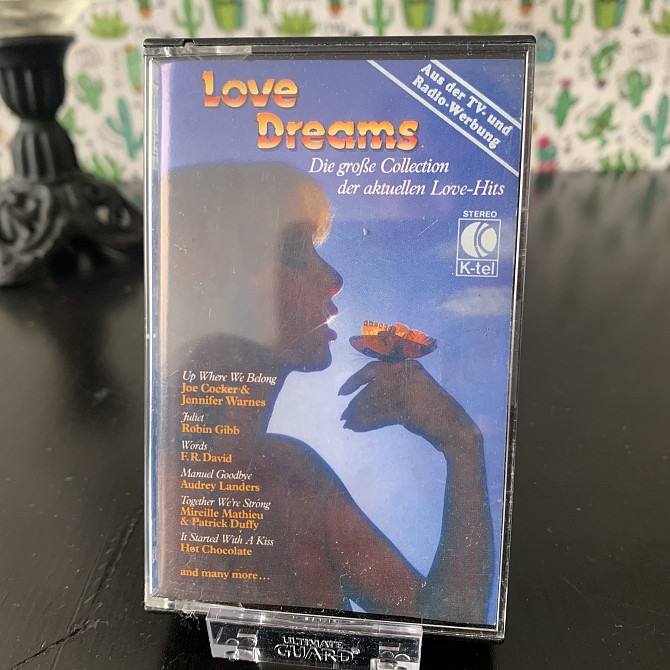 Love
Dreams
Aus der TV- und
Radio-Werbung
Die große Collection
der aktuellen Love-Hits
STEREO
K-tel
Up Where We Belong
Joe Cocker &
Jennifer Warnes
Juliet
Robin Gibb
Words
F. R. David
Manuel Goodbye
Audrey Landers
Together We're Strong
Mireille Mathieu
& Patrick Duffy
It Started With A Kiss
Hot Chocolate
and many more...
ULTIMATE
GUARD